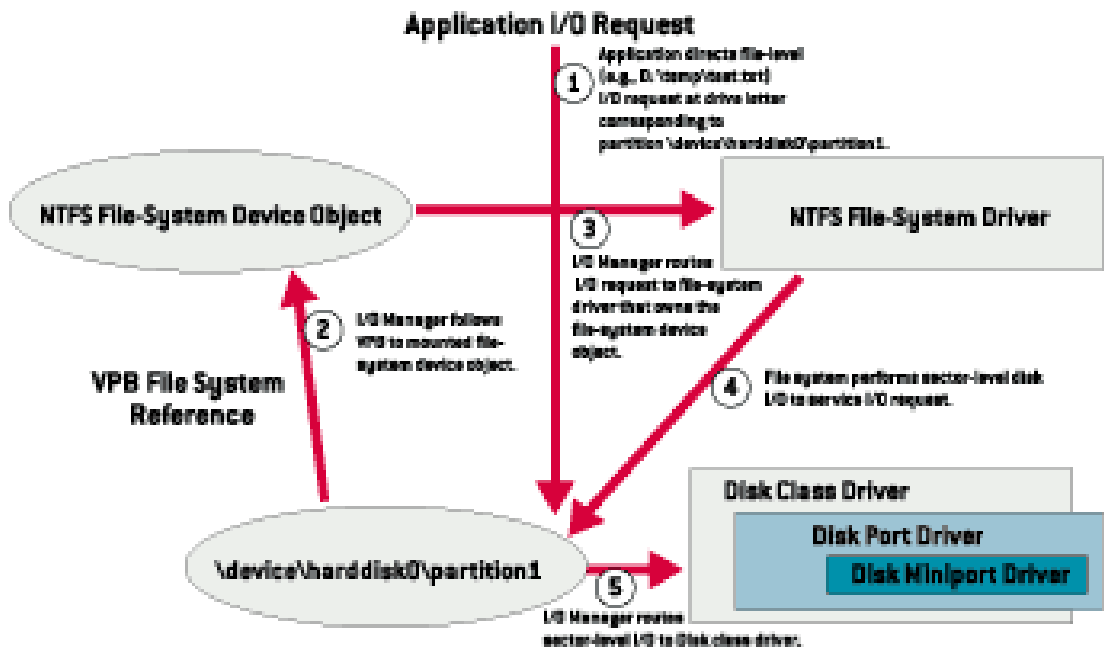 Application I/O Request
1
Application directs file-level
(e.g., D:\temp\test.txt)
I/O request at drive letter
corresponding to
partition \device\harddisk0\partition1.
NTFS File-System Device Object
NTFS File-System Driver
3
I/O Manager routes
I/O request to file-system
driver that owns the
file-system device
object.
2
I/O Manager follows
VPB to mounted file-
system device object.
VPB File System
Reference
4
File system performs sector-level disk
I/O to service I/O request.
Disk Class Driver
Disk Port Driver
Disk Miniport Driver
\device\harddisk0\partition1
5
I/O Manager routes
sector-level I/O to Disk class driver.